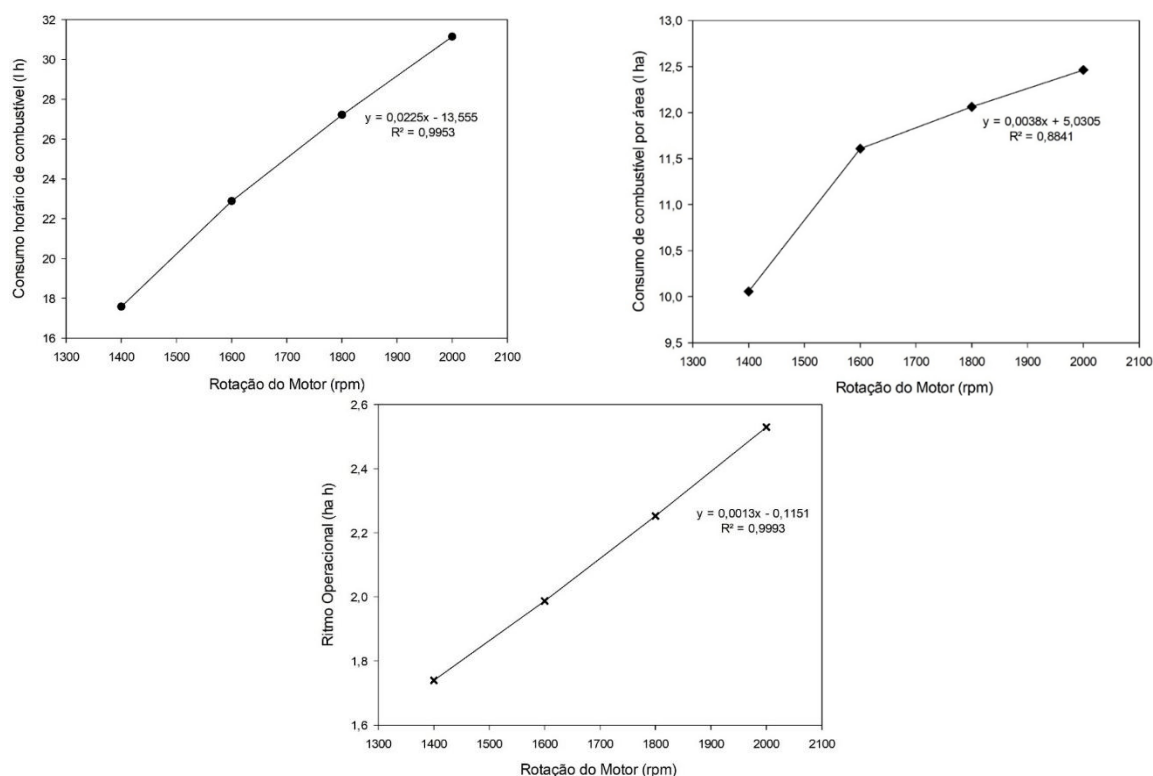 Consumo horário de combustível (l h)
32
30
28
26
24
22
20
18
16
y = 0,0225x - 13,555
R² = 0,9953
1300 1400 1500 1600 1700 1800 1900 2000 2100
Rotação do Motor (rpm)
Consumo de combustível por área (l ha)
13,0
12,5
12,0
11,5
11,0
10,5
10,0
9,5
y = 0,0038x + 5,0305
R² = 0,8841
1300 1400 1500 1600 1700 1800 1900 2000 2100
Rotação do Motor (rpm)
Ritmo Operacional (ha h)
2,6
2,4
2,2
2,0
1,8
1,6
y = 0,0013x - 0,1151
R² = 0,9993
1300 1400 1500 1600 1700 1800 1900 2000 2100
Rotação do Motor (rpm)